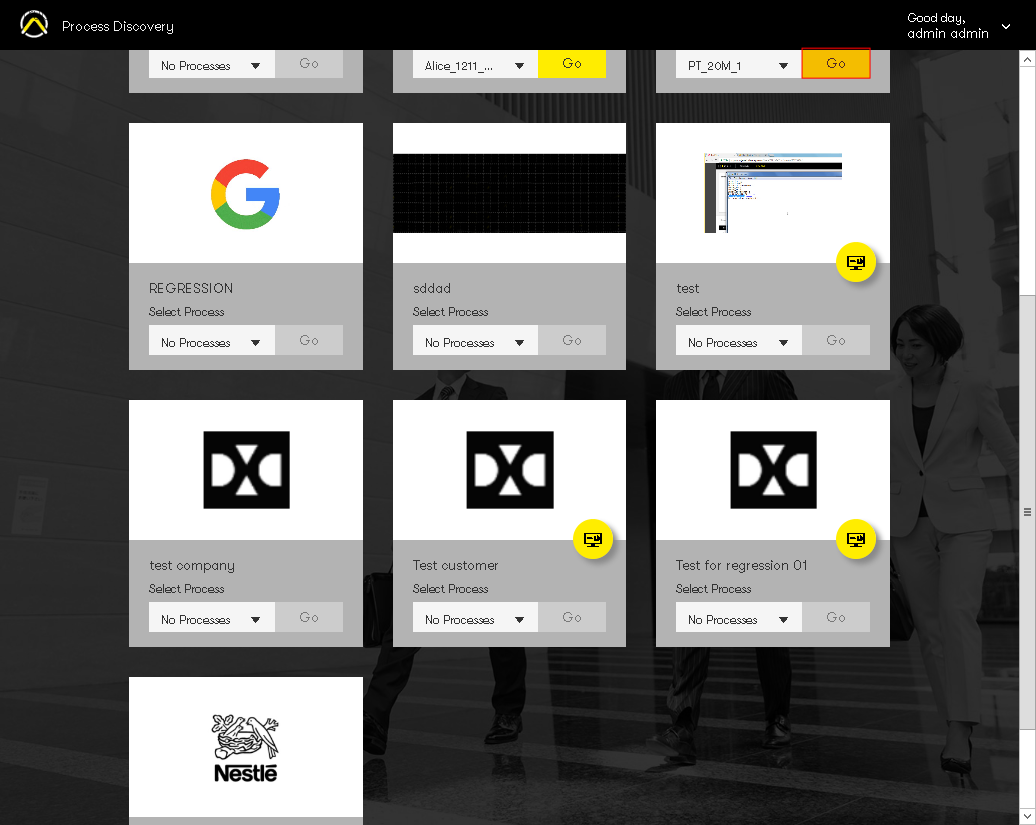 Process Discovery
Good day,
admin admin
No Processes Go
Alice_1211_... Go
PT_20M_1 Go
REGRESSION
Select Process
No Processes Go
sddad
Select Process
No Processes Go
test
Select Process
No Processes Go
test company
Select Process
No Processes Go
Test customer
Select Process
No Processes Go
Test for regression 01
Select Process
No Processes Go
Nestlé